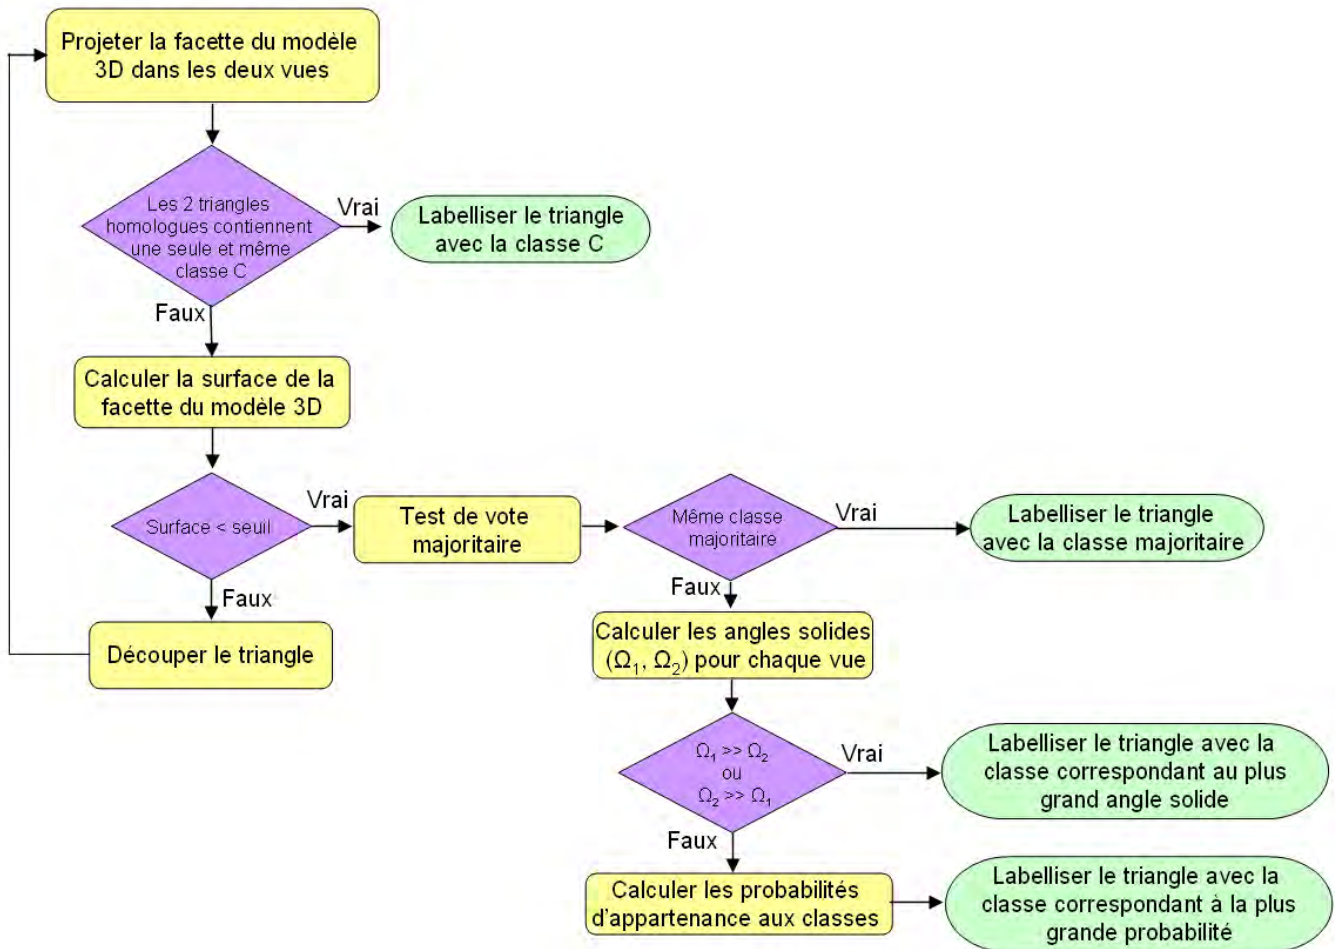 Projeter la facette du modèle
3D dans les deux vues
Les 2 triangles
homologues contiennent
une seule et même
classe C
Vrai
Labelliser le triangle
avec la classe C
Faux
Calculer la surface de la
facette du modèle 3D
Surface < seuil
Vrai
Test de vote
majoritaire
Même classe
majoritaire
Vrai
Labelliser le triangle
avec la classe majoritaire
Faux
Découper le triangle
Faux
Calculer les angles solides
(Ω₁, Ω₂) pour chaque vue
Ω₁ >> Ω₂
ou
Ω₂ >> Ω₁
Vrai
Labelliser le triangle avec la
classe correspondant au plus
grand angle solide
Faux
Calculer les probabilités
d'appartenance aux classes
Labelliser le triangle avec la
classe correspondant à la plus
grande probabilité